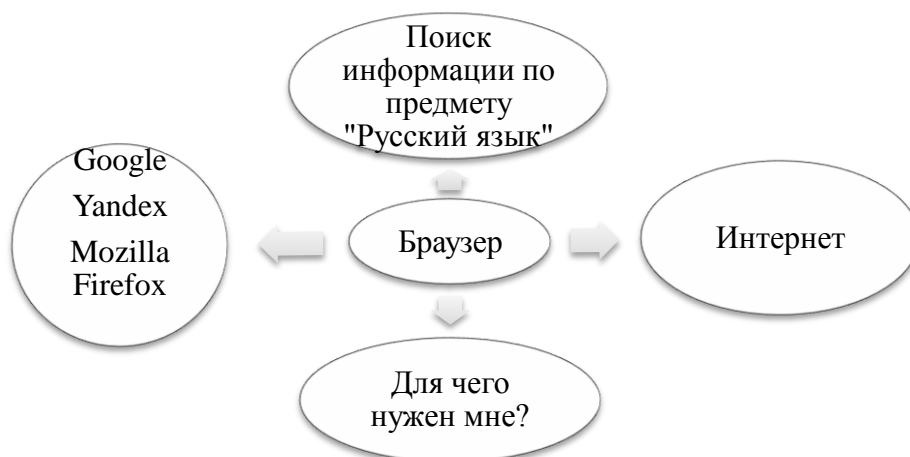 Поиск
информации по
предмету
"Русский язык"
Google
Yandex
Mozilla
Firefox
Браузер
Интернет
Для чего
нужен мне?